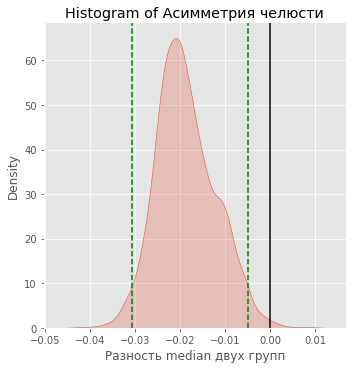 Histogram of Асимметрия челюсти
60
50
40
30
20
10
0
Density
−0.05 −0.04 −0.03 −0.02 −0.01 0.00 0.01
Разность median двух групп